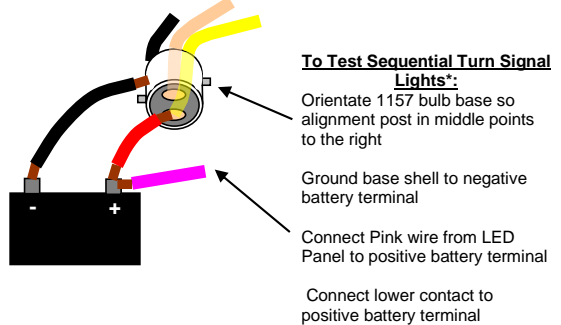 To Test Sequential Turn Signal
Lights*:
Orientate 1157 bulb base so
alignment post in middle points
to the right
Ground base shell to negative
battery terminal
Connect Pink wire from LED
Panel to positive battery terminal
Connect lower contact to
positive battery terminal
- +